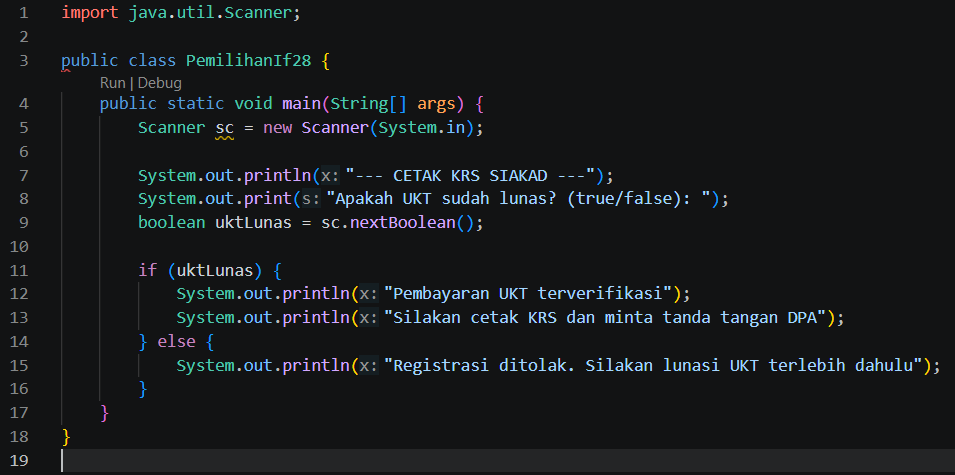 1 import java.util.Scanner;
2
3 public class PemilihanIf28 {
Run | Debug
4 public static void main(String[] args) {
5 Scanner sc = new Scanner(System.in);
6
7 System.out.println(x: "--- CETAK KRS SIAKAD ---");
8 System.out.print(s: "Apakah UKT sudah lunas? (true/false): ");
9 boolean uktLunas = sc.nextBoolean();
10
11 if (uktLunas) {
12 System.out.println(x: "Pembayaran UKT terverifikasi");
13 System.out.println(x: "Silakan cetak KRS dan minta tanda tangan DPA");
14 } else {
15 System.out.println(x: "Registrasi ditolak. Silakan lunasi UKT terlebih dahulu");
16 }
17 }
18 }
19